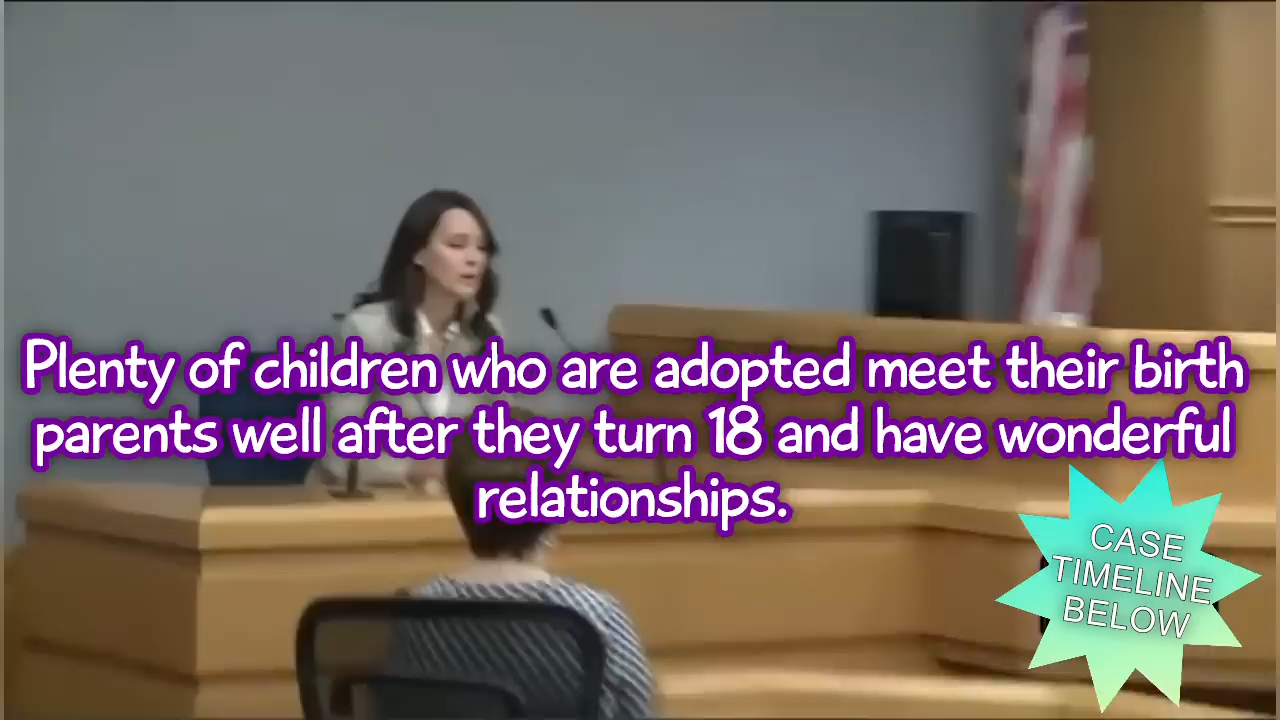 Plenty of children who are adopted meet their birth
parents well after they turn 18 and have wonderful
relationships.
CASE
TIMELINE
BELOW